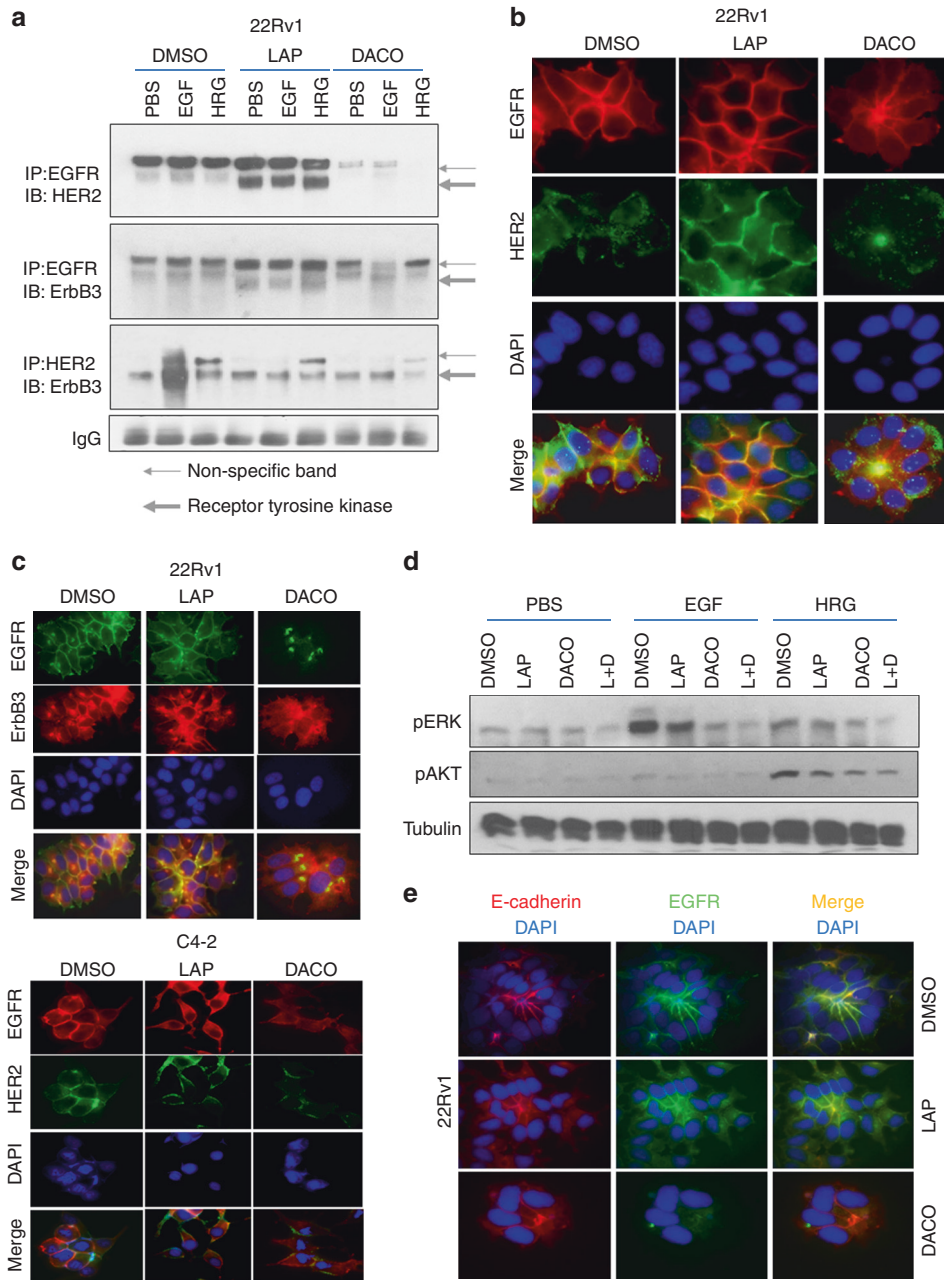 a
22Rv1
DMSO LAP DACO
PBS EGF HRG PBS EGF HRG PBS EGF HRG
IP:EGFR
IB: HER2
IP:EGFR
IB: ErbB3
IP:HER2
IB: ErbB3
IgG
Non-specific band
Receptor tyrosine kinase
b
22Rv1
DMSO LAP DACO
EGFR
HER2
DAPI
Merge
c
22Rv1
DMSO LAP DACO
EGFR
ErbB3
DAPI
Merge
C4-2
DMSO LAP DACO
EGFR
HER2
DAPI
Merge
d
PBS EGF HRG
DMSO LAP DACO L+D DMSO LAP DACO L+D DMSO LAP DACO L+D
pERK
pAKT
Tubulin
e
E-cadherin EGFR Merge
DAPI DAPI DAPI
22Rv1
DMSO
LAP
DACO